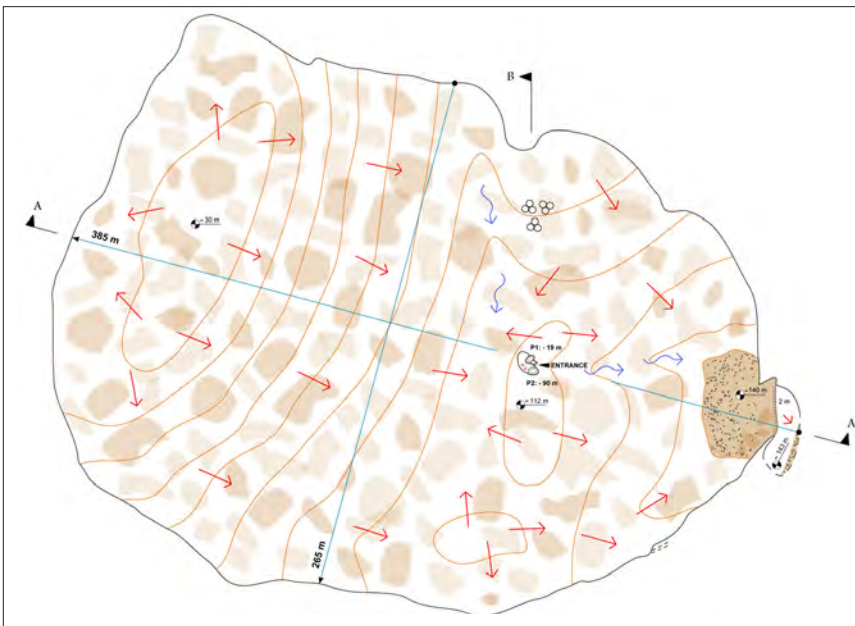 B
A
385 m
- 30 m
P1: - 19 m
ENTRANCE
P2: - 90 m
- 112 m
- 140 m
2 m
A
- 143 m
265 m